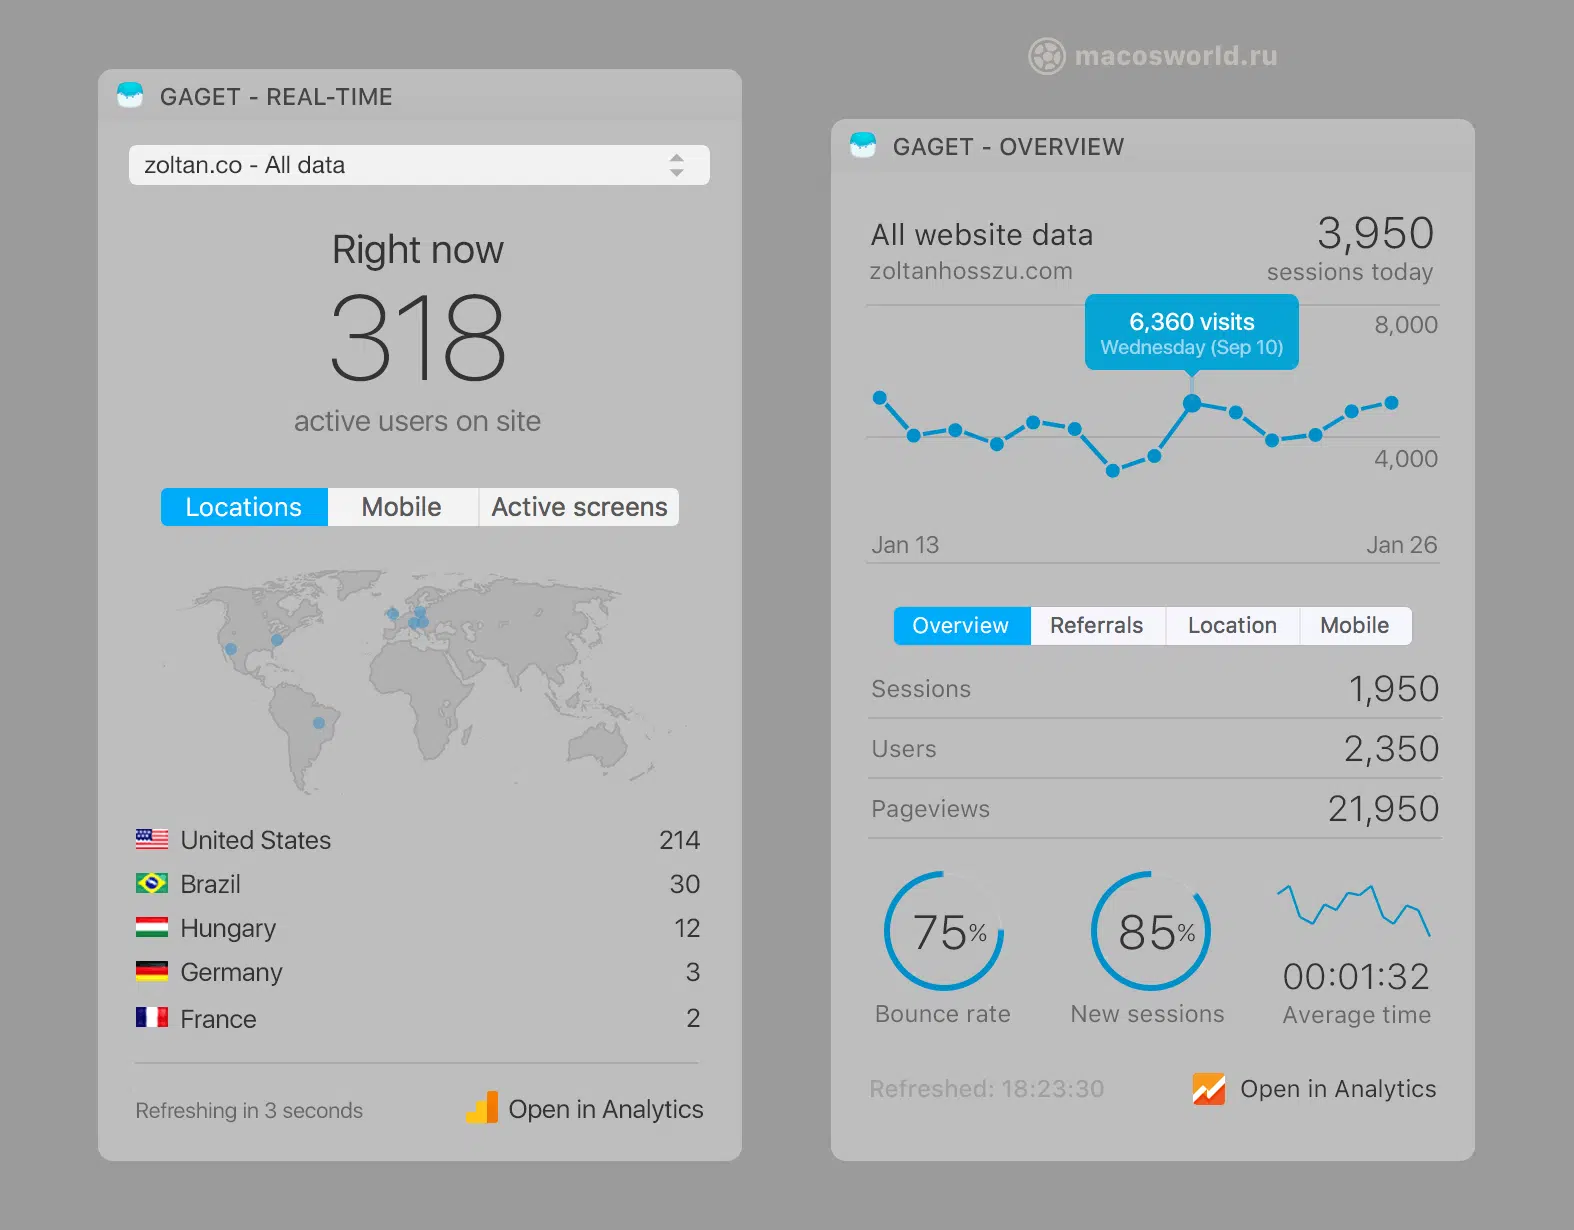 macosworld.ru
GAGET - REAL-TIME
zoltan.co - All data
Right now
318
active users on site
Locations Mobile Active screens
United States 214
Brazil 30
Hungary 12
Germany 3
France 2
Refreshing in 3 seconds Open in Analytics
GAGET - OVERVIEW
All website data 3,950
zoltanhosszu.com sessions today
6,360 visits
Wednesday (Sep 10)
8,000
4,000
Jan 13 Jan 26
Overview Referrals Location Mobile
Sessions 1,950
Users 2,350
Pageviews 21,950
75% 85%
00:01:32
Bounce rate New sessions Average time
Refreshed: 18:23:30 Open in Analytics